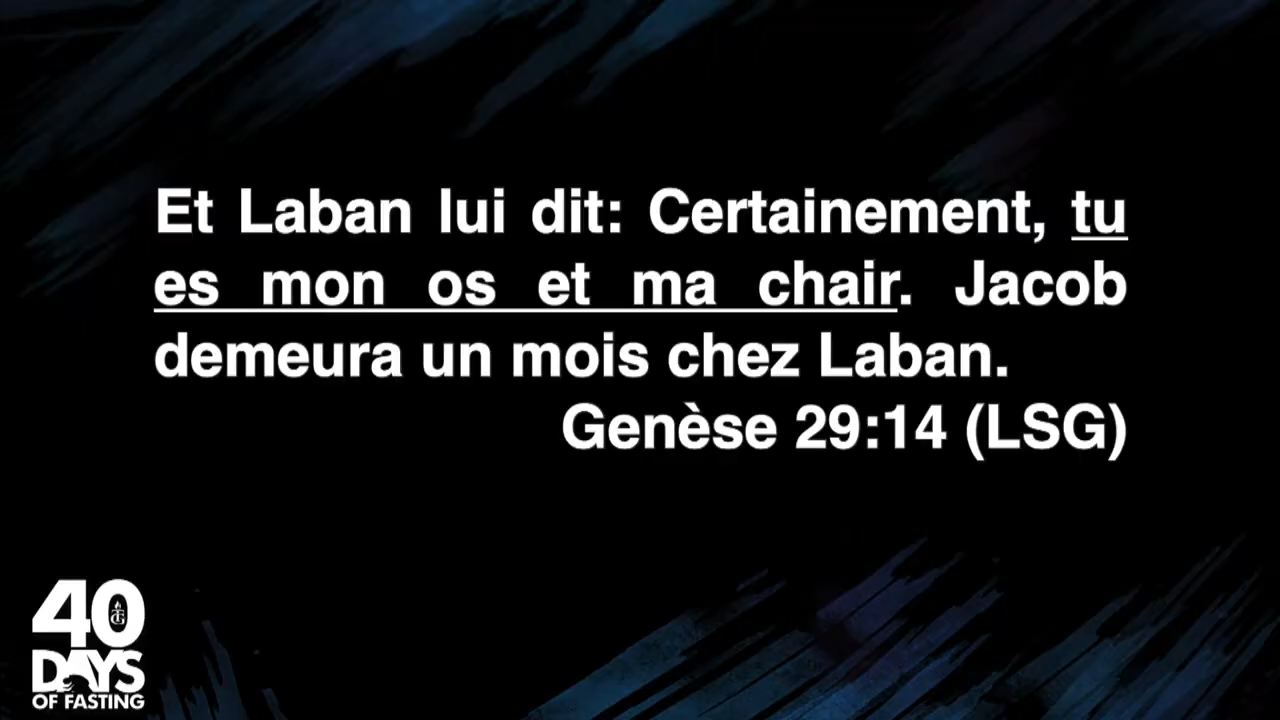 Et Laban lui dit: Certainement, tu
es mon os et ma chair. Jacob
demeura un mois chez Laban.
Genèse 29:14 (LSG)
40
DAYS
OF FASTING